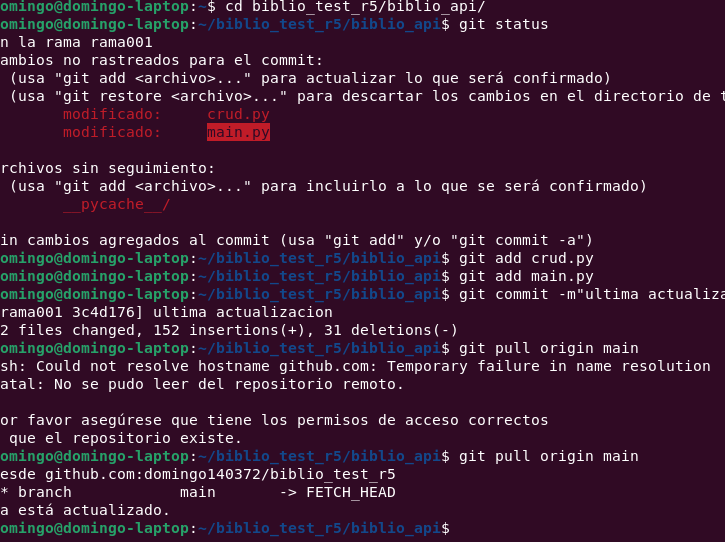 omingo@domingo-laptop:~$ cd biblio_test_r5/biblio_api/
omingo@domingo-laptop:~/biblio_test_r5/biblio_api$ git status
n la rama rama001
ambios no rastreados para el commit:
(usa "git add <archivo>..." para actualizar lo que será confirmado)
(usa "git restore <archivo>..." para descartar los cambios en el directorio de t
modificado: crud.py
modificado: main.py
rchivos sin seguimiento:
(usa "git add <archivo>..." para incluirlo a lo que se será confirmado)
__pycache__/
in cambios agregados al commit (usa "git add" y/o "git commit -a")
omingo@domingo-laptop:~/biblio_test_r5/biblio_api$ git add crud.py
omingo@domingo-laptop:~/biblio_test_r5/biblio_api$ git add main.py
omingo@domingo-laptop:~/biblio_test_r5/biblio_api$ git commit -m"ultima actualiza
rama001 3c4d176] ultima actualizacion
2 files changed, 152 insertions(+), 31 deletions(-)
omingo@domingo-laptop:~/biblio_test_r5/biblio_api$ git pull origin main
sh: Could not resolve hostname github.com: Temporary failure in name resolution
atal: No se pudo leer del repositorio remoto.
or favor asegúrese que tiene los permisos de acceso correctos
que el repositorio existe.
omingo@domingo-laptop:~/biblio_test_r5/biblio_api$ git pull origin main
esde github.com:domingo140372/biblio_test_r5
* branch main -> FETCH_HEAD
a está actualizado.
omingo@domingo-laptop:~/biblio_test_r5/biblio_api$